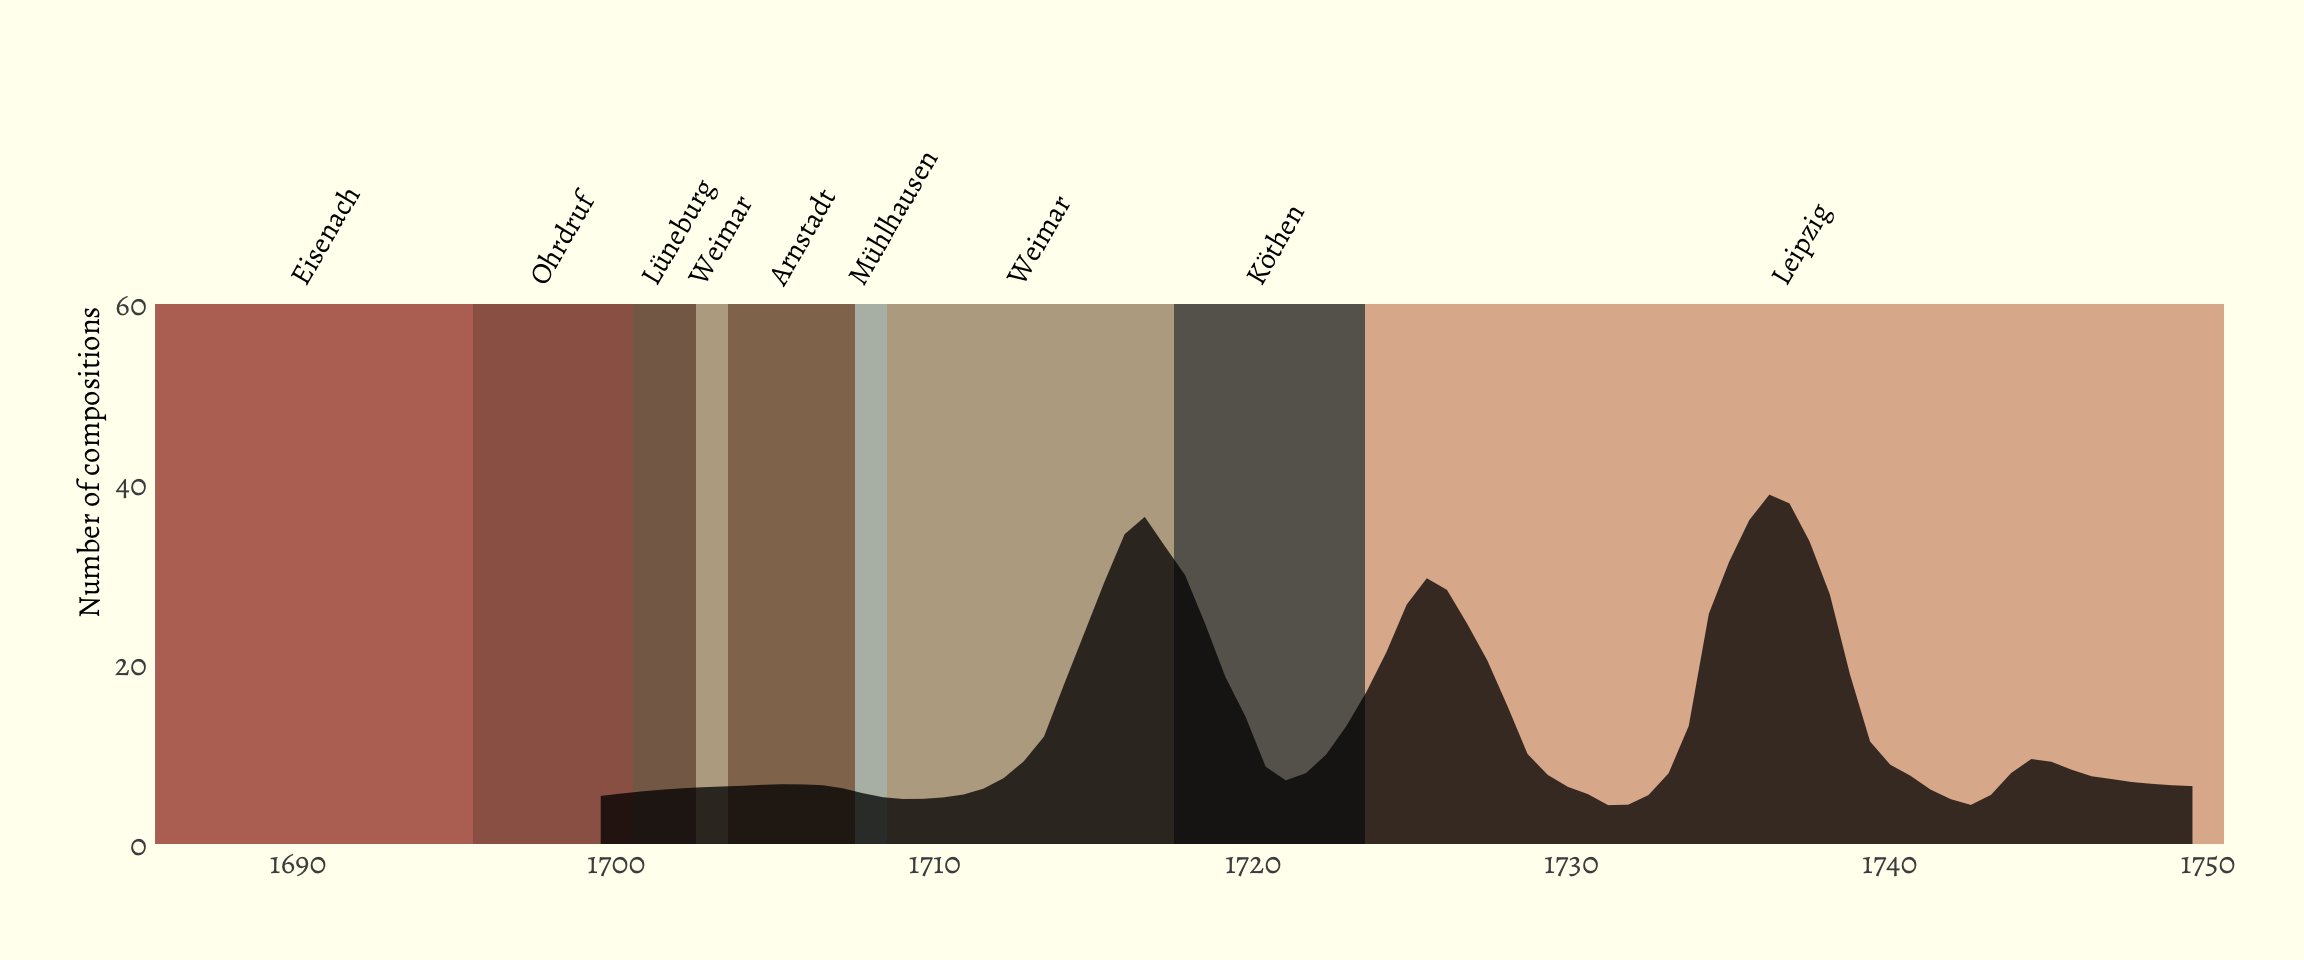 Eisenach
Ohrdruf
Lüneburg
Weimar
Arnstadt
Mühlhausen
Weimar
Köthen
Leipzig
Number of compositions
60
40
20
0
1690 1700 1710 1720 1730 1740 1750